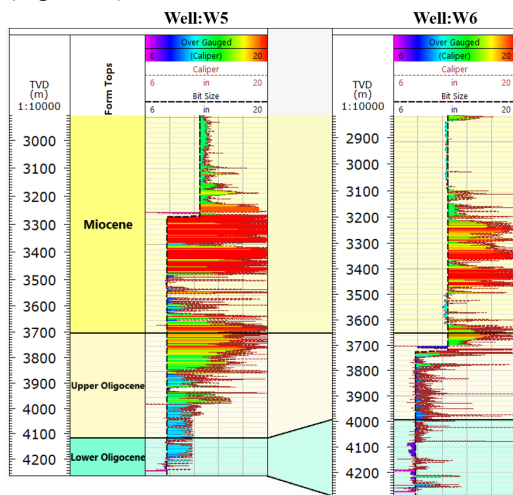 Well:W5 Well:W6
Over Gauged Over Gauged
6 (Caliper) 20 6 (Caliper) 20
Caliper Caliper
TVD 6 in 20 TVD 6 in 20
(m) Form Tops Bit Size (m) Bit Size
1:10000 6 in 20 1:10000 6 in 20
3000
3100
3200
3300
3400
3500
3600
3700
3800
3900
4000
4100
4200
Miocene
Upper Oligocene
Lower Oligocene
2900
3000
3100
3200
3300
3400
3500
3600
3700
3800
3900
4000
4100
4200